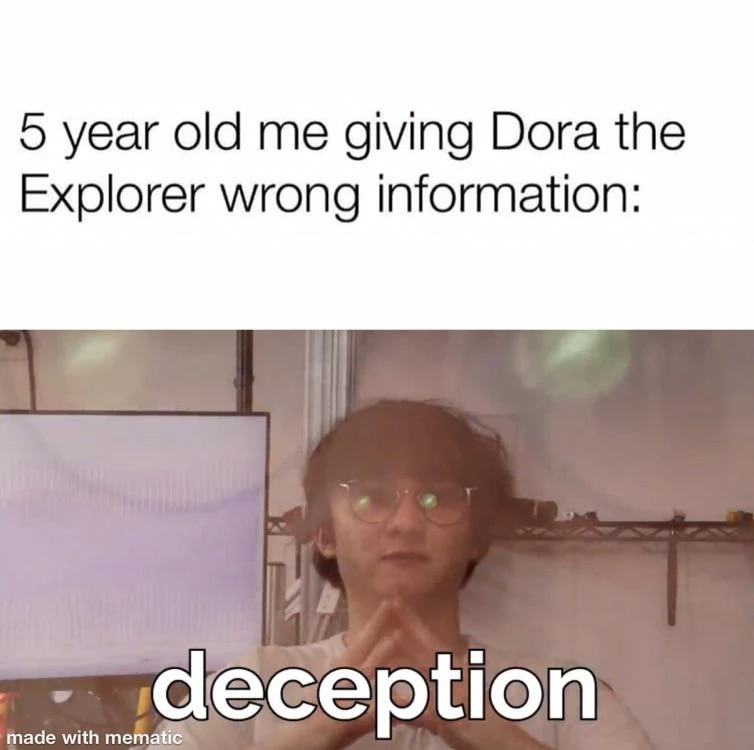 5 year old me giving Dora the
Explorer wrong information:
deception
made with mematic